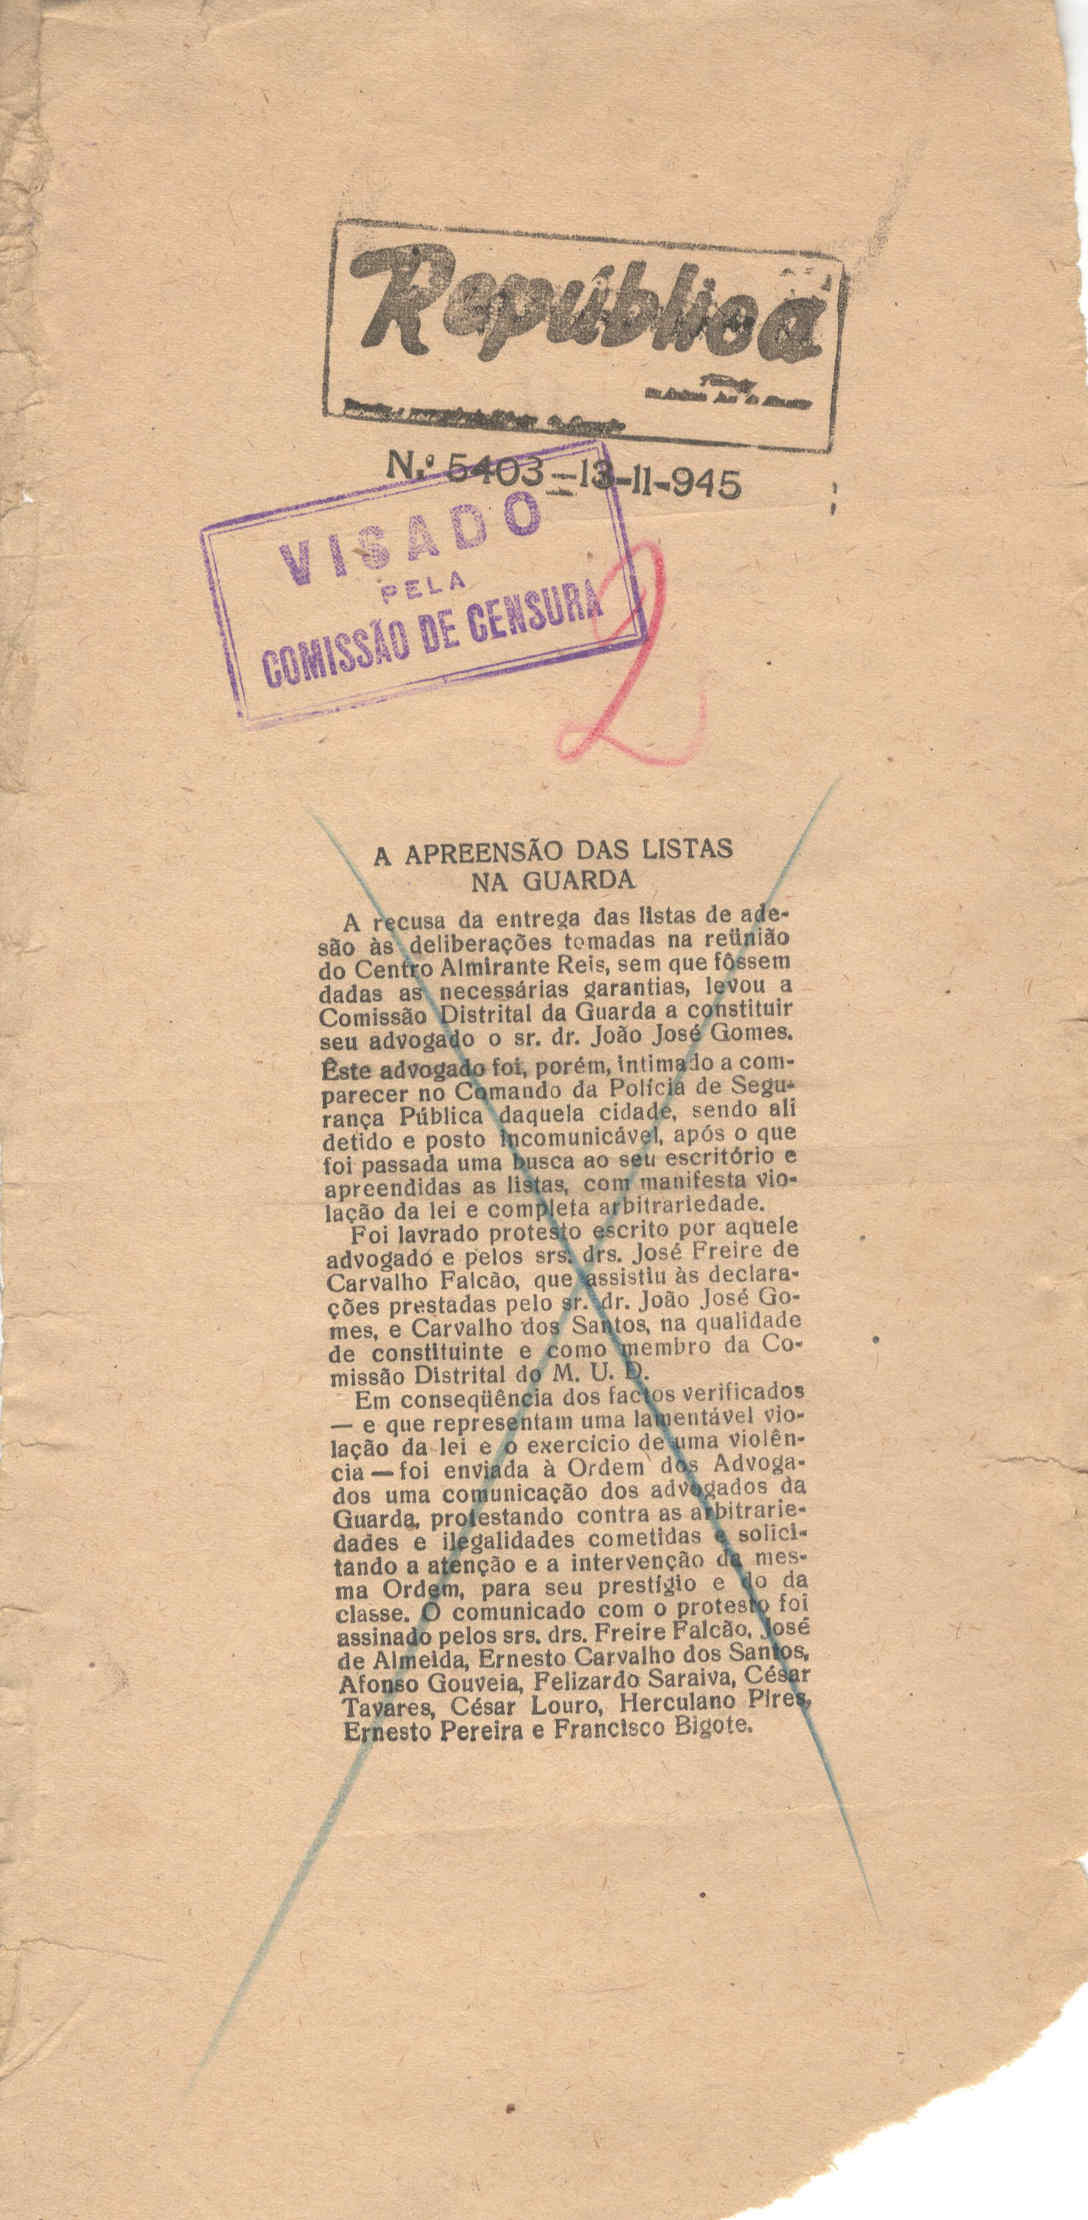 República
N.º 5403-13-11-945
VISADO
PELA
COMISSÃO DE CENSURA
2
A APREENSÃO DAS LISTAS
NA GUARDA
A recusa da entrega das listas de ade-
são às deliberações tomadas na reünião
do Centro Almirante Reis, sem que fôssem
dadas as necessárias garantias, levou a
Comissão Distrital da Guarda a constituir
seu advogado o sr. dr. João José Gomes.
Êste advogado foi, porém, intimado a com-
parecer no Comando da Polícia de Segu-
rança Pública daquela cidade, sendo ali
detido e posto incomunicável, após o que
foi passada uma busca ao seu escritório e
apreendidas as listas, com manifesta vio-
lação da lei e completa arbitrariedade.
Foi lavrado protesto escrito por aquele
advogado e pelos srs. drs. José Freire de
Carvalho Falcão, que assistiu às declara-
ções prestadas pelo sr. dr. João José Go-
mes, e Carvalho dos Santos, na qualidade
de constituinte e como membro da Co-
missão Distrital do M. U. D.
Em conseqüência dos factos verificados
— e que representam uma lamentável vio-
lação da lei e o exercício de uma violên-
cia — foi enviada à Ordem dos Advoga-
dos uma comunicação dos advogados da
Guarda, protestando contra as arbitrarie-
dades e ilegalidades cometidas e solici-
tando a atenção e a intervenção da mes-
ma Ordem, para seu prestígio e do da
classe. O comunicado com o protesto foi
assinado pelos srs. drs. Freire Falcão, José
de Almeida, Ernesto Carvalho dos Santos,
Afonso Gouveia, Felizardo Saraiva, César
Tavares, César Louro, Herculano Pires,
Ernesto Pereira e Francisco Bigote.